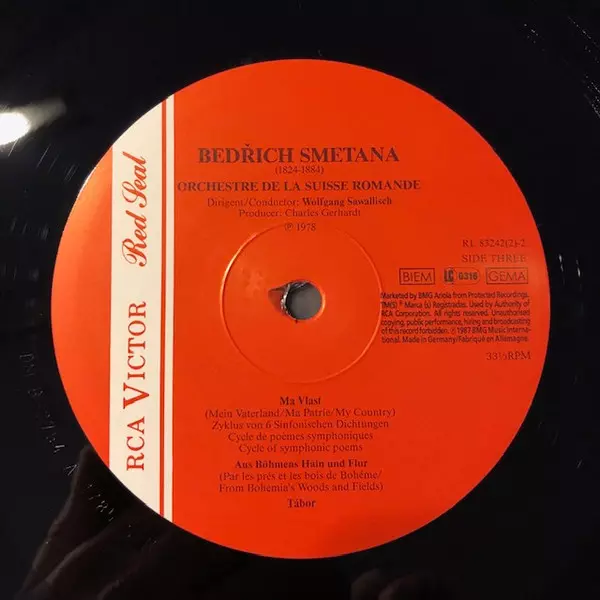 RCA VICTOR Red Seal
BEDŘICH SMETANA
(1824-1884)
ORCHESTRE DE LA SUISSE ROMANDE
Dirigent/Conductor: Wolfgang Sawallisch
Producer: Charles Gerhardt
℗ 1978
RL 83242(2)-2
SIDE THREE
BIEM LC 0316 GEMA
Marketed by BMG Ariola from Protected Recordings.
TM(s) ® Marca (s) Registrades. Used by Authority of
RCA Corporation. All rights reserved. Unauthorised
copying, public performance, hiring and broadcasting
of this record forbidden. © 1987 BMG Music Interna-
tional. Made in Germany/Fabriqué en Allemagne.
33⅓RPM
Ma Vlast
(Mein Vaterland/Ma Patrie/My Country)
Zyklus von 6 Sinfonischen Dichtungen
Cycle de poèmes symphoniques
Cycle of symphonic poems
Aus Böhmens Hain und Flur
(Par les prés et les bois de Bohême/
From Bohemia's Woods and Fields)
Tábor